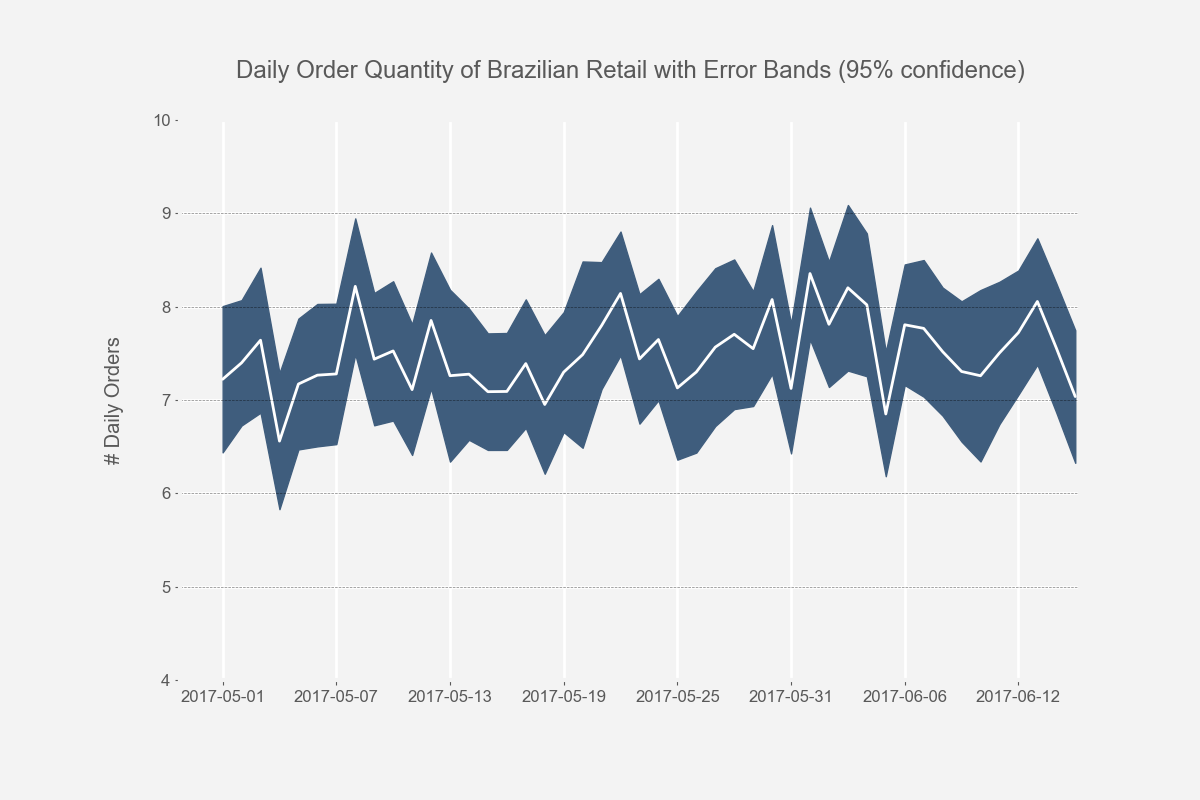 Daily Order Quantity of Brazilian Retail with Error Bands (95% confidence)
# Daily Orders
10
9
8
7
6
5
4
2017-05-01 2017-05-07 2017-05-13 2017-05-19 2017-05-25 2017-05-31 2017-06-06 2017-06-12